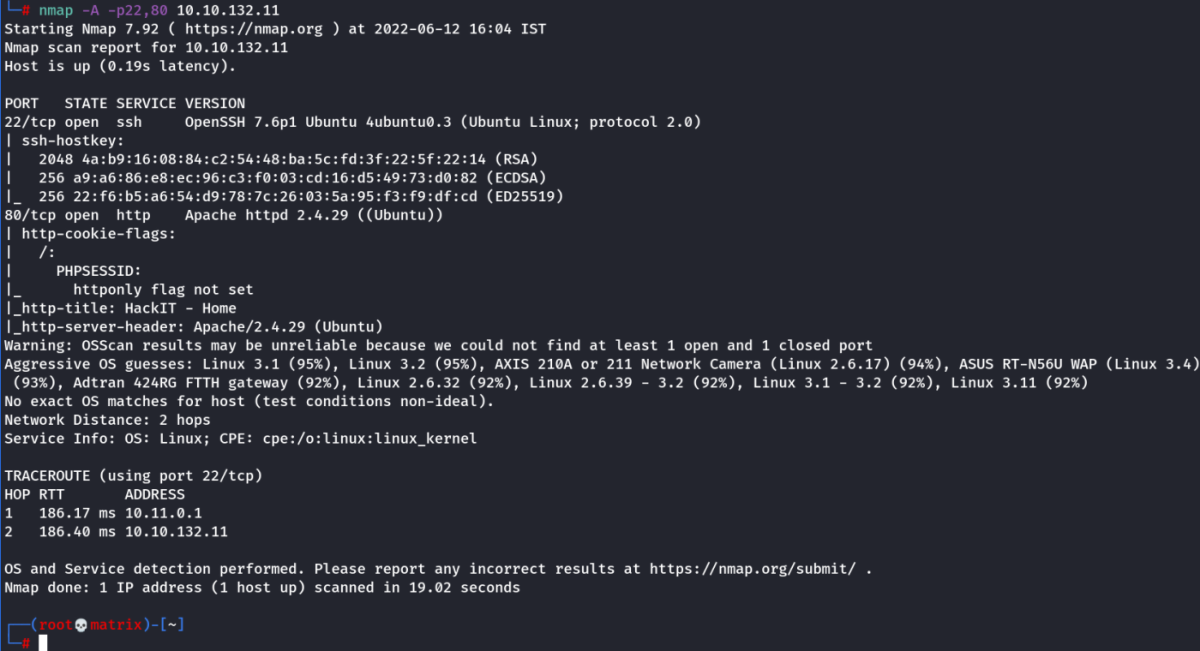 └─# nmap -A -p22,80 10.10.132.11
Starting Nmap 7.92 ( https://nmap.org ) at 2022-06-12 16:04 IST
Nmap scan report for 10.10.132.11
Host is up (0.19s latency).

PORT   STATE SERVICE VERSION
22/tcp open  ssh     OpenSSH 7.6p1 Ubuntu 4ubuntu0.3 (Ubuntu Linux; protocol 2.0)
| ssh-hostkey:
|   2048 4a:b9:16:08:84:c2:54:48:ba:5c:fd:3f:22:5f:22:14 (RSA)
|   256 a9:a6:86:e8:ec:96:c3:f0:03:cd:16:d5:49:73:d0:82 (ECDSA)
|_  256 22:f6:b5:a6:54:d9:78:7c:26:03:5a:95:f3:f9:df:cd (ED25519)
80/tcp open  http    Apache httpd 2.4.29 ((Ubuntu))
| http-cookie-flags:
|   /:
|     PHPSESSID:
|_      httponly flag not set
|_http-title: HackIT - Home
|_http-server-header: Apache/2.4.29 (Ubuntu)
Warning: OSScan results may be unreliable because we could not find at least 1 open and 1 closed port
Aggressive OS guesses: Linux 3.1 (95%), Linux 3.2 (95%), AXIS 210A or 211 Network Camera (Linux 2.6.17) (94%), ASUS RT-N56U WAP (Linux 3.4)
 (93%), Adtran 424RG FTTH gateway (92%), Linux 2.6.32 (92%), Linux 2.6.39 - 3.2 (92%), Linux 3.1 - 3.2 (92%), Linux 3.11 (92%)
No exact OS matches for host (test conditions non-ideal).
Network Distance: 2 hops
Service Info: OS: Linux; CPE: cpe:/o:linux:linux_kernel

TRACEROUTE (using port 22/tcp)
HOP RTT       ADDRESS
1   186.17 ms 10.11.0.1
2   186.40 ms 10.10.132.11

OS and Service detection performed. Please report any incorrect results at https://nmap.org/submit/ .
Nmap done: 1 IP address (1 host up) scanned in 19.02 seconds

┌──(root💀matrix)-[~]
└─#